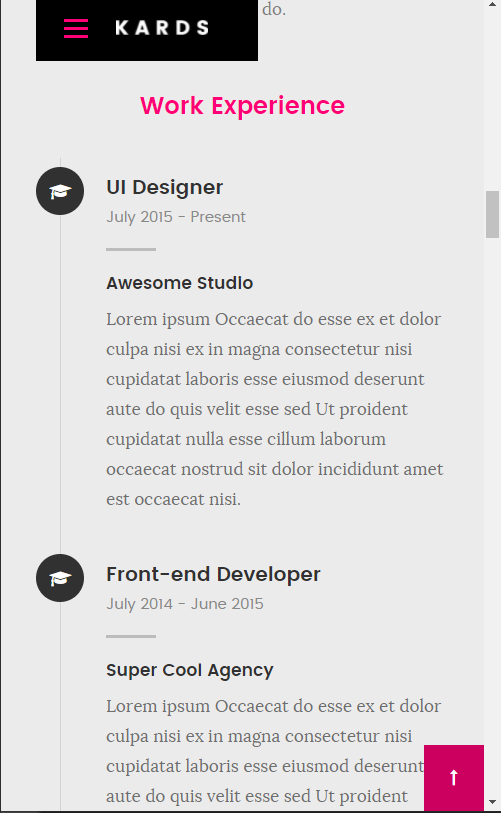 do.
KARDS
Work Experience
UI Designer
July 2015 - Present
Awesome Studio
Lorem ipsum Occaecat do esse ex et dolor
culpa nisi ex in magna consectetur nisi
cupidatat laboris esse eiusmod deserunt
aute do quis velit esse sed Ut proident
cupidatat nulla esse cillum laborum
occaecat nostrud sit dolor incididunt amet
est occaecat nisi.
Front-end Developer
July 2014 - June 2015
Super Cool Agency
Lorem ipsum Occaecat do esse ex et dolor
culpa nisi ex in magna consectetur nisi
cupidatat laboris esse eiusmod deserunt
aute do quis velit esse sed Ut proident